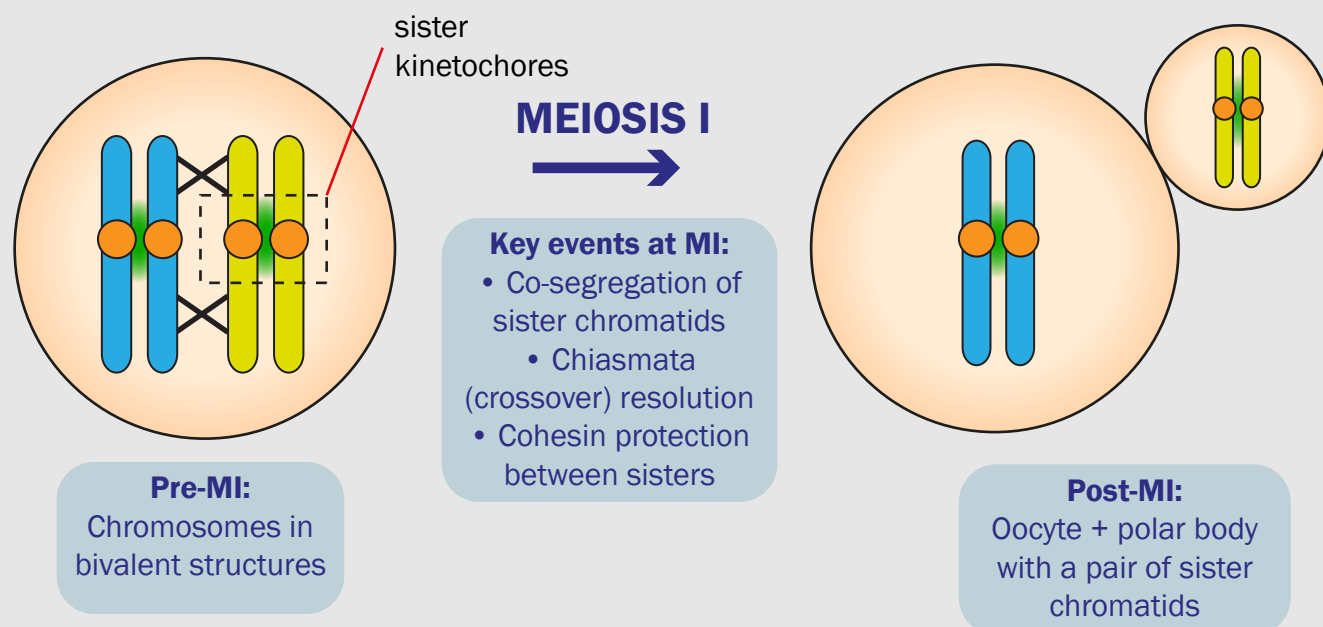 sister
kinetochores
MEIOSIS I
Key events at MI:
• Co-segregation of
sister chromatids
• Chiasmata
(crossover) resolution
• Cohesin protection
between sisters
Pre-MI:
Chromosomes in
bivalent structures
Post-MI:
Oocyte + polar body
with a pair of sister
chromatids